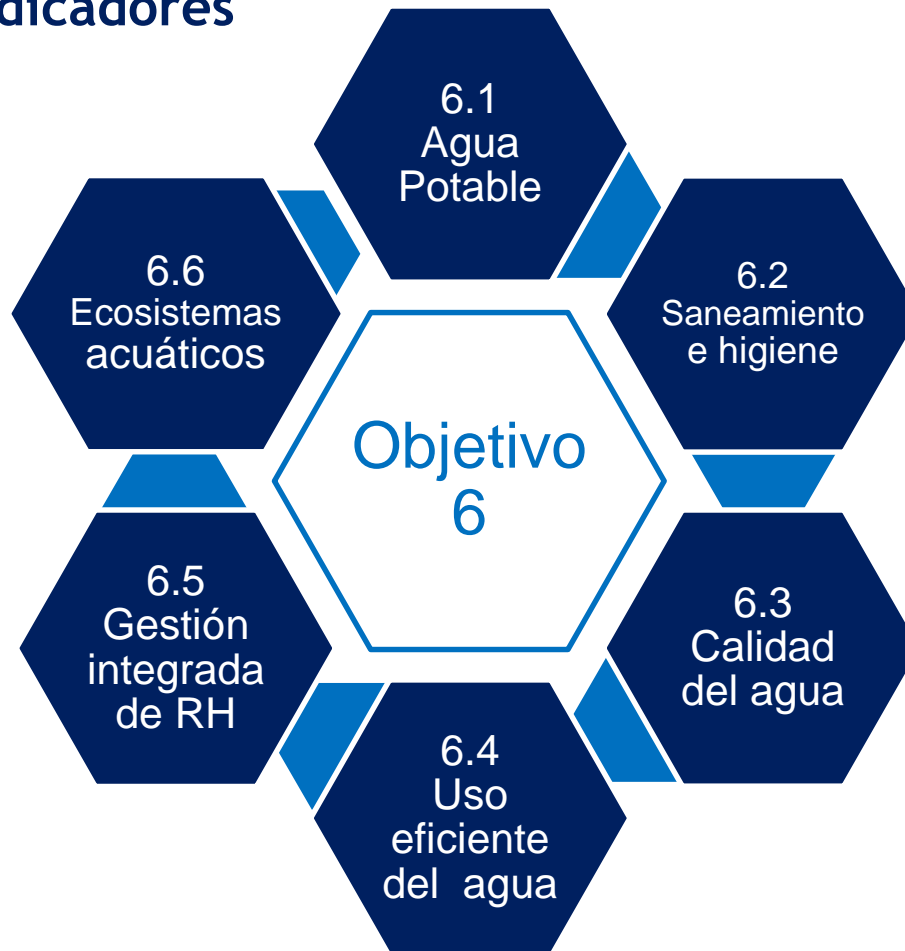 dicadores
6.1
Agua
Potable
6.2
Saneamiento
e higiene
6.3
Calidad
del agua
6.4
Uso
eficiente
del agua
6.5
Gestión
integrada
de RH
6.6
Ecosistemas
acuáticos
Objetivo
6